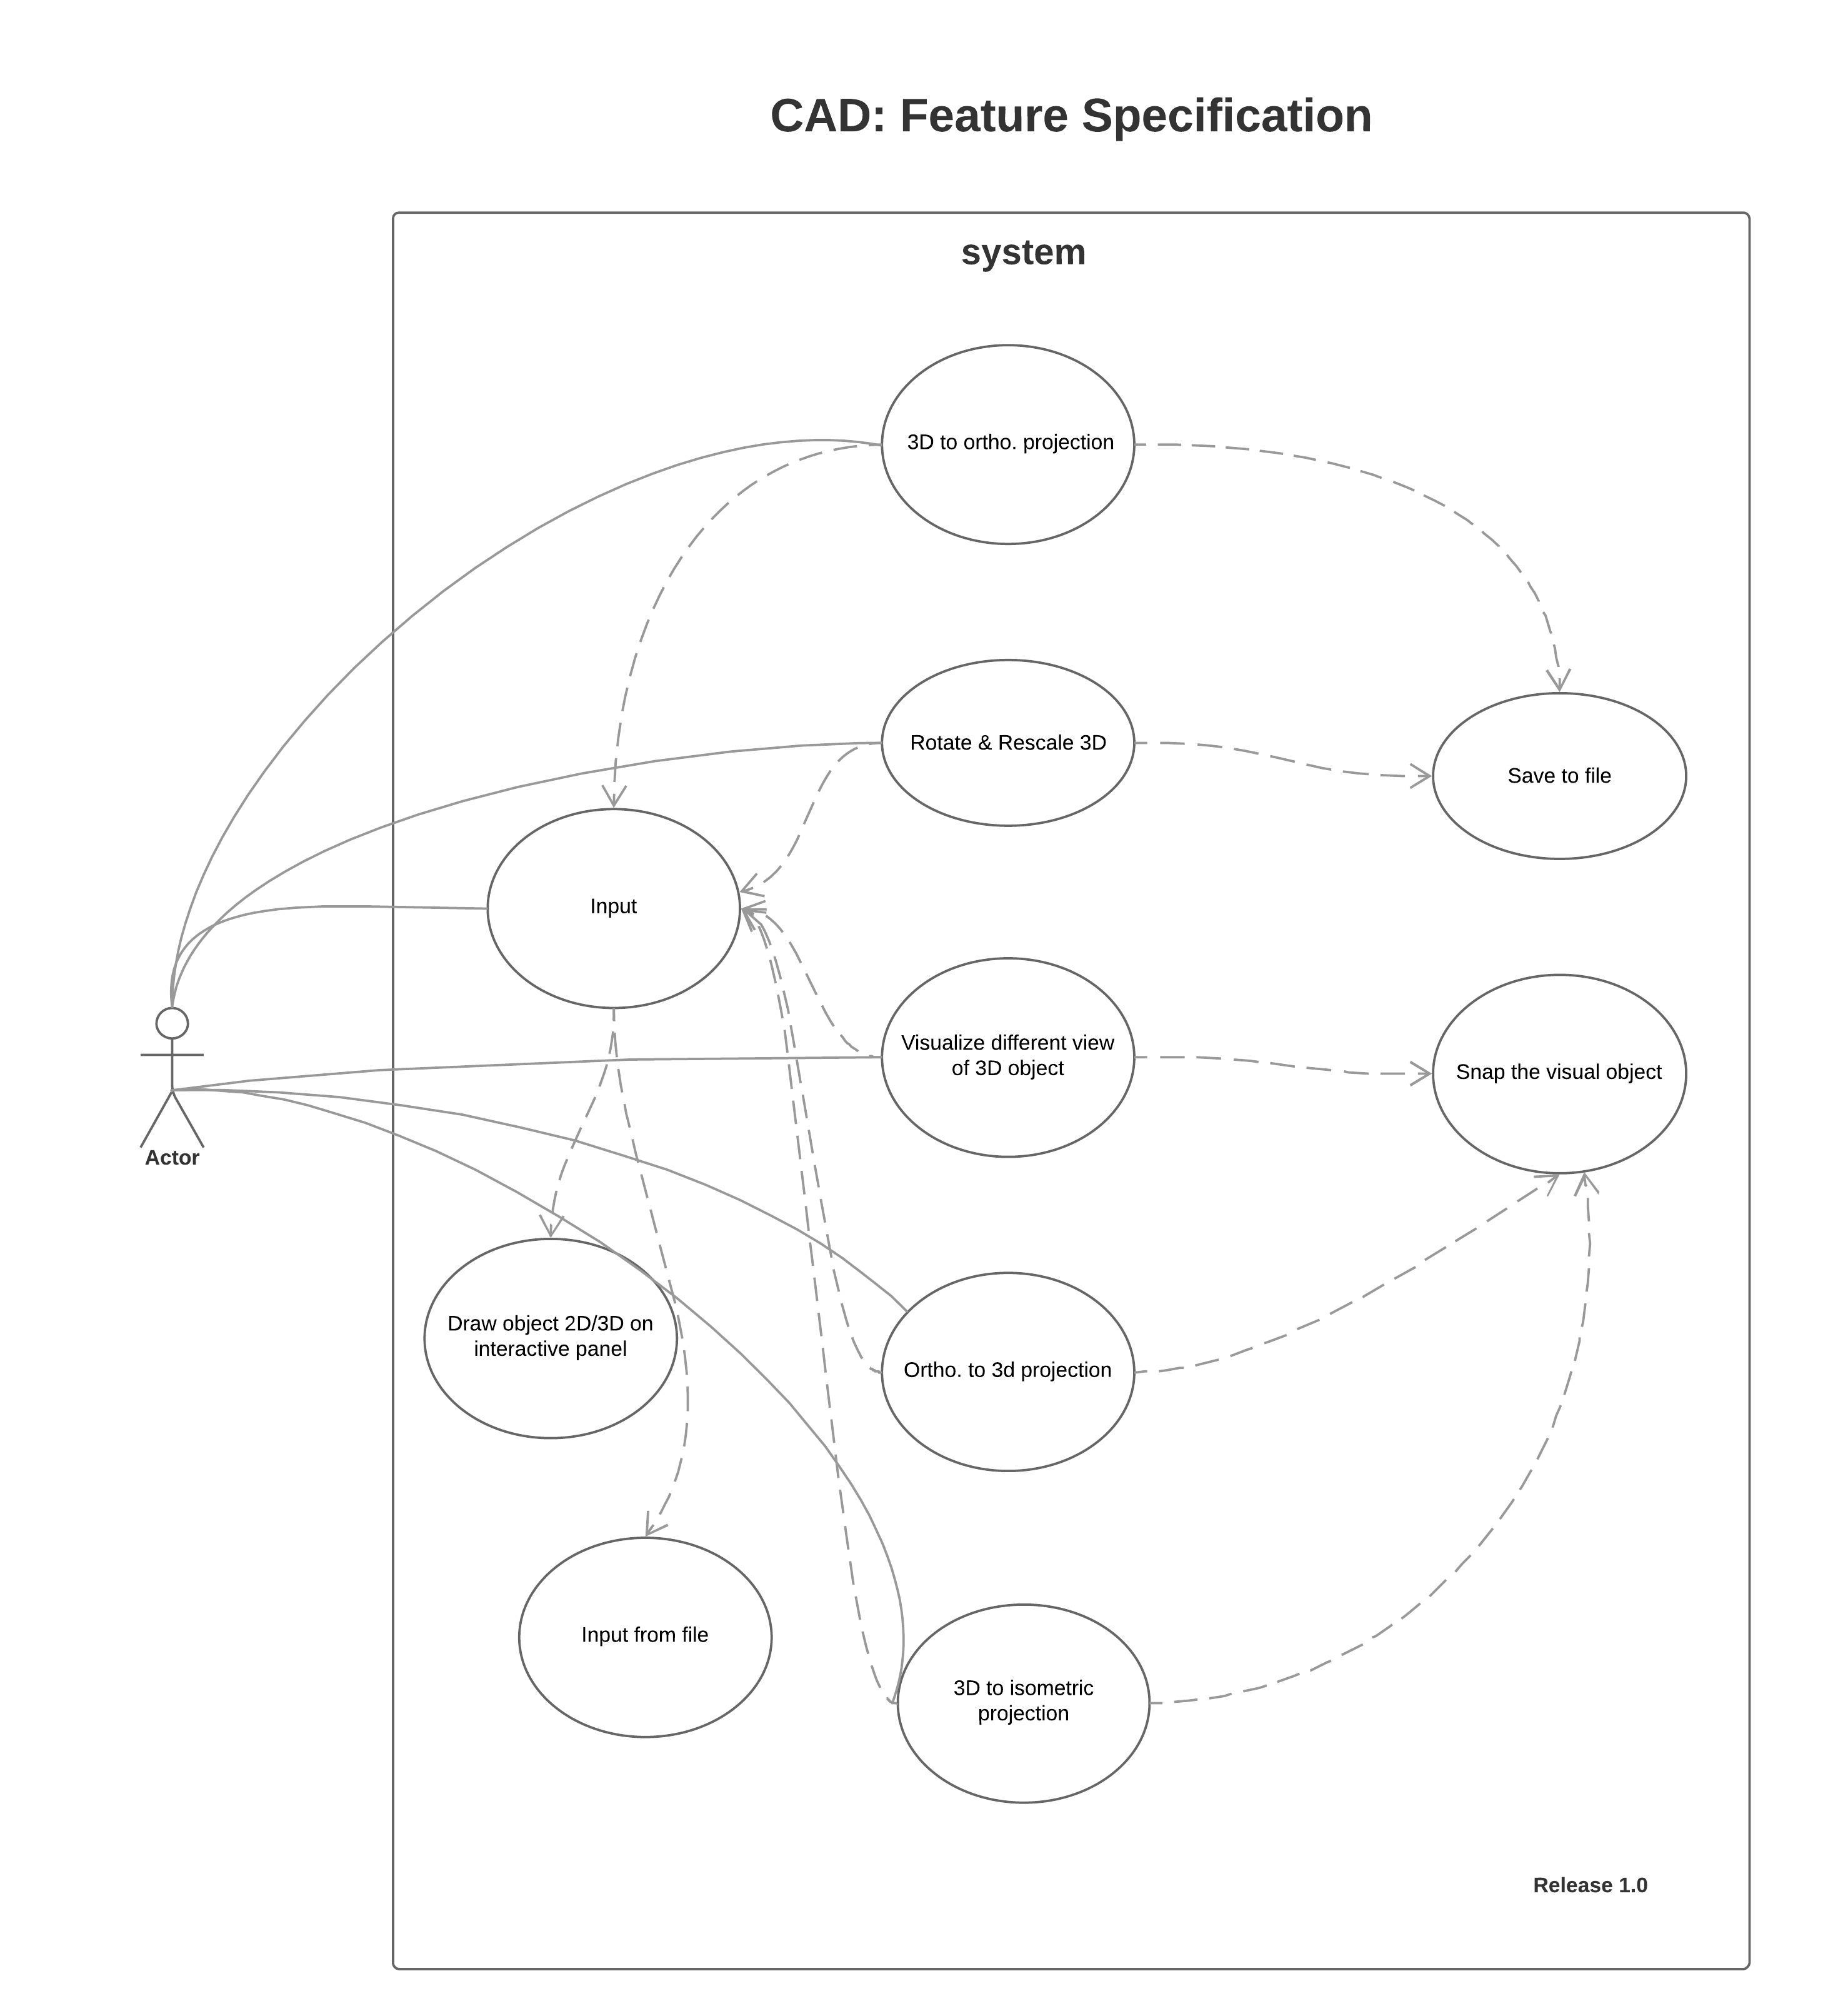 CAD: Feature Specification
system
3D to ortho. projection
Rotate & Rescale 3D
Save to file
Input
Visualize different view
of 3D object
Snap the visual object
Actor
Draw object 2D/3D on
interactive panel
Ortho. to 3d projection
Input from file
3D to isometric
projection
Release 1.0